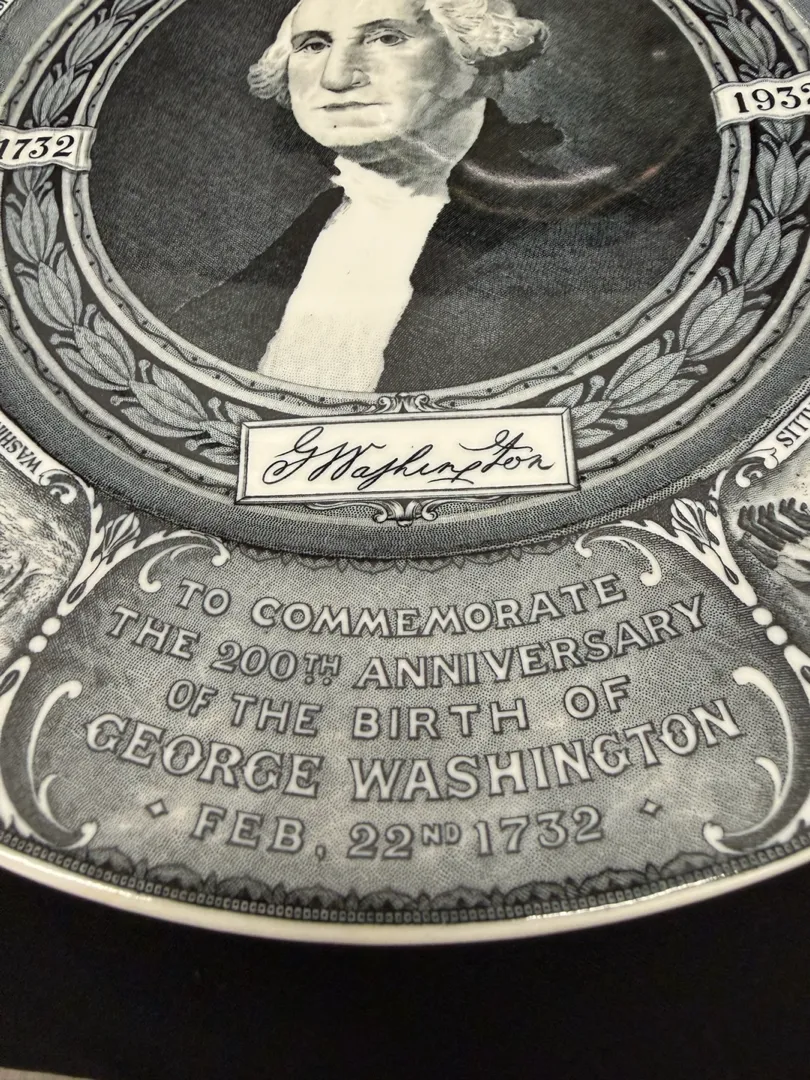 1732
1932
G Washington
TO COMMEMORATE
THE 200TH ANNIVERSARY
OF THE BIRTH OF
GEORGE WASHINGTON
FEB, 22ND 1732